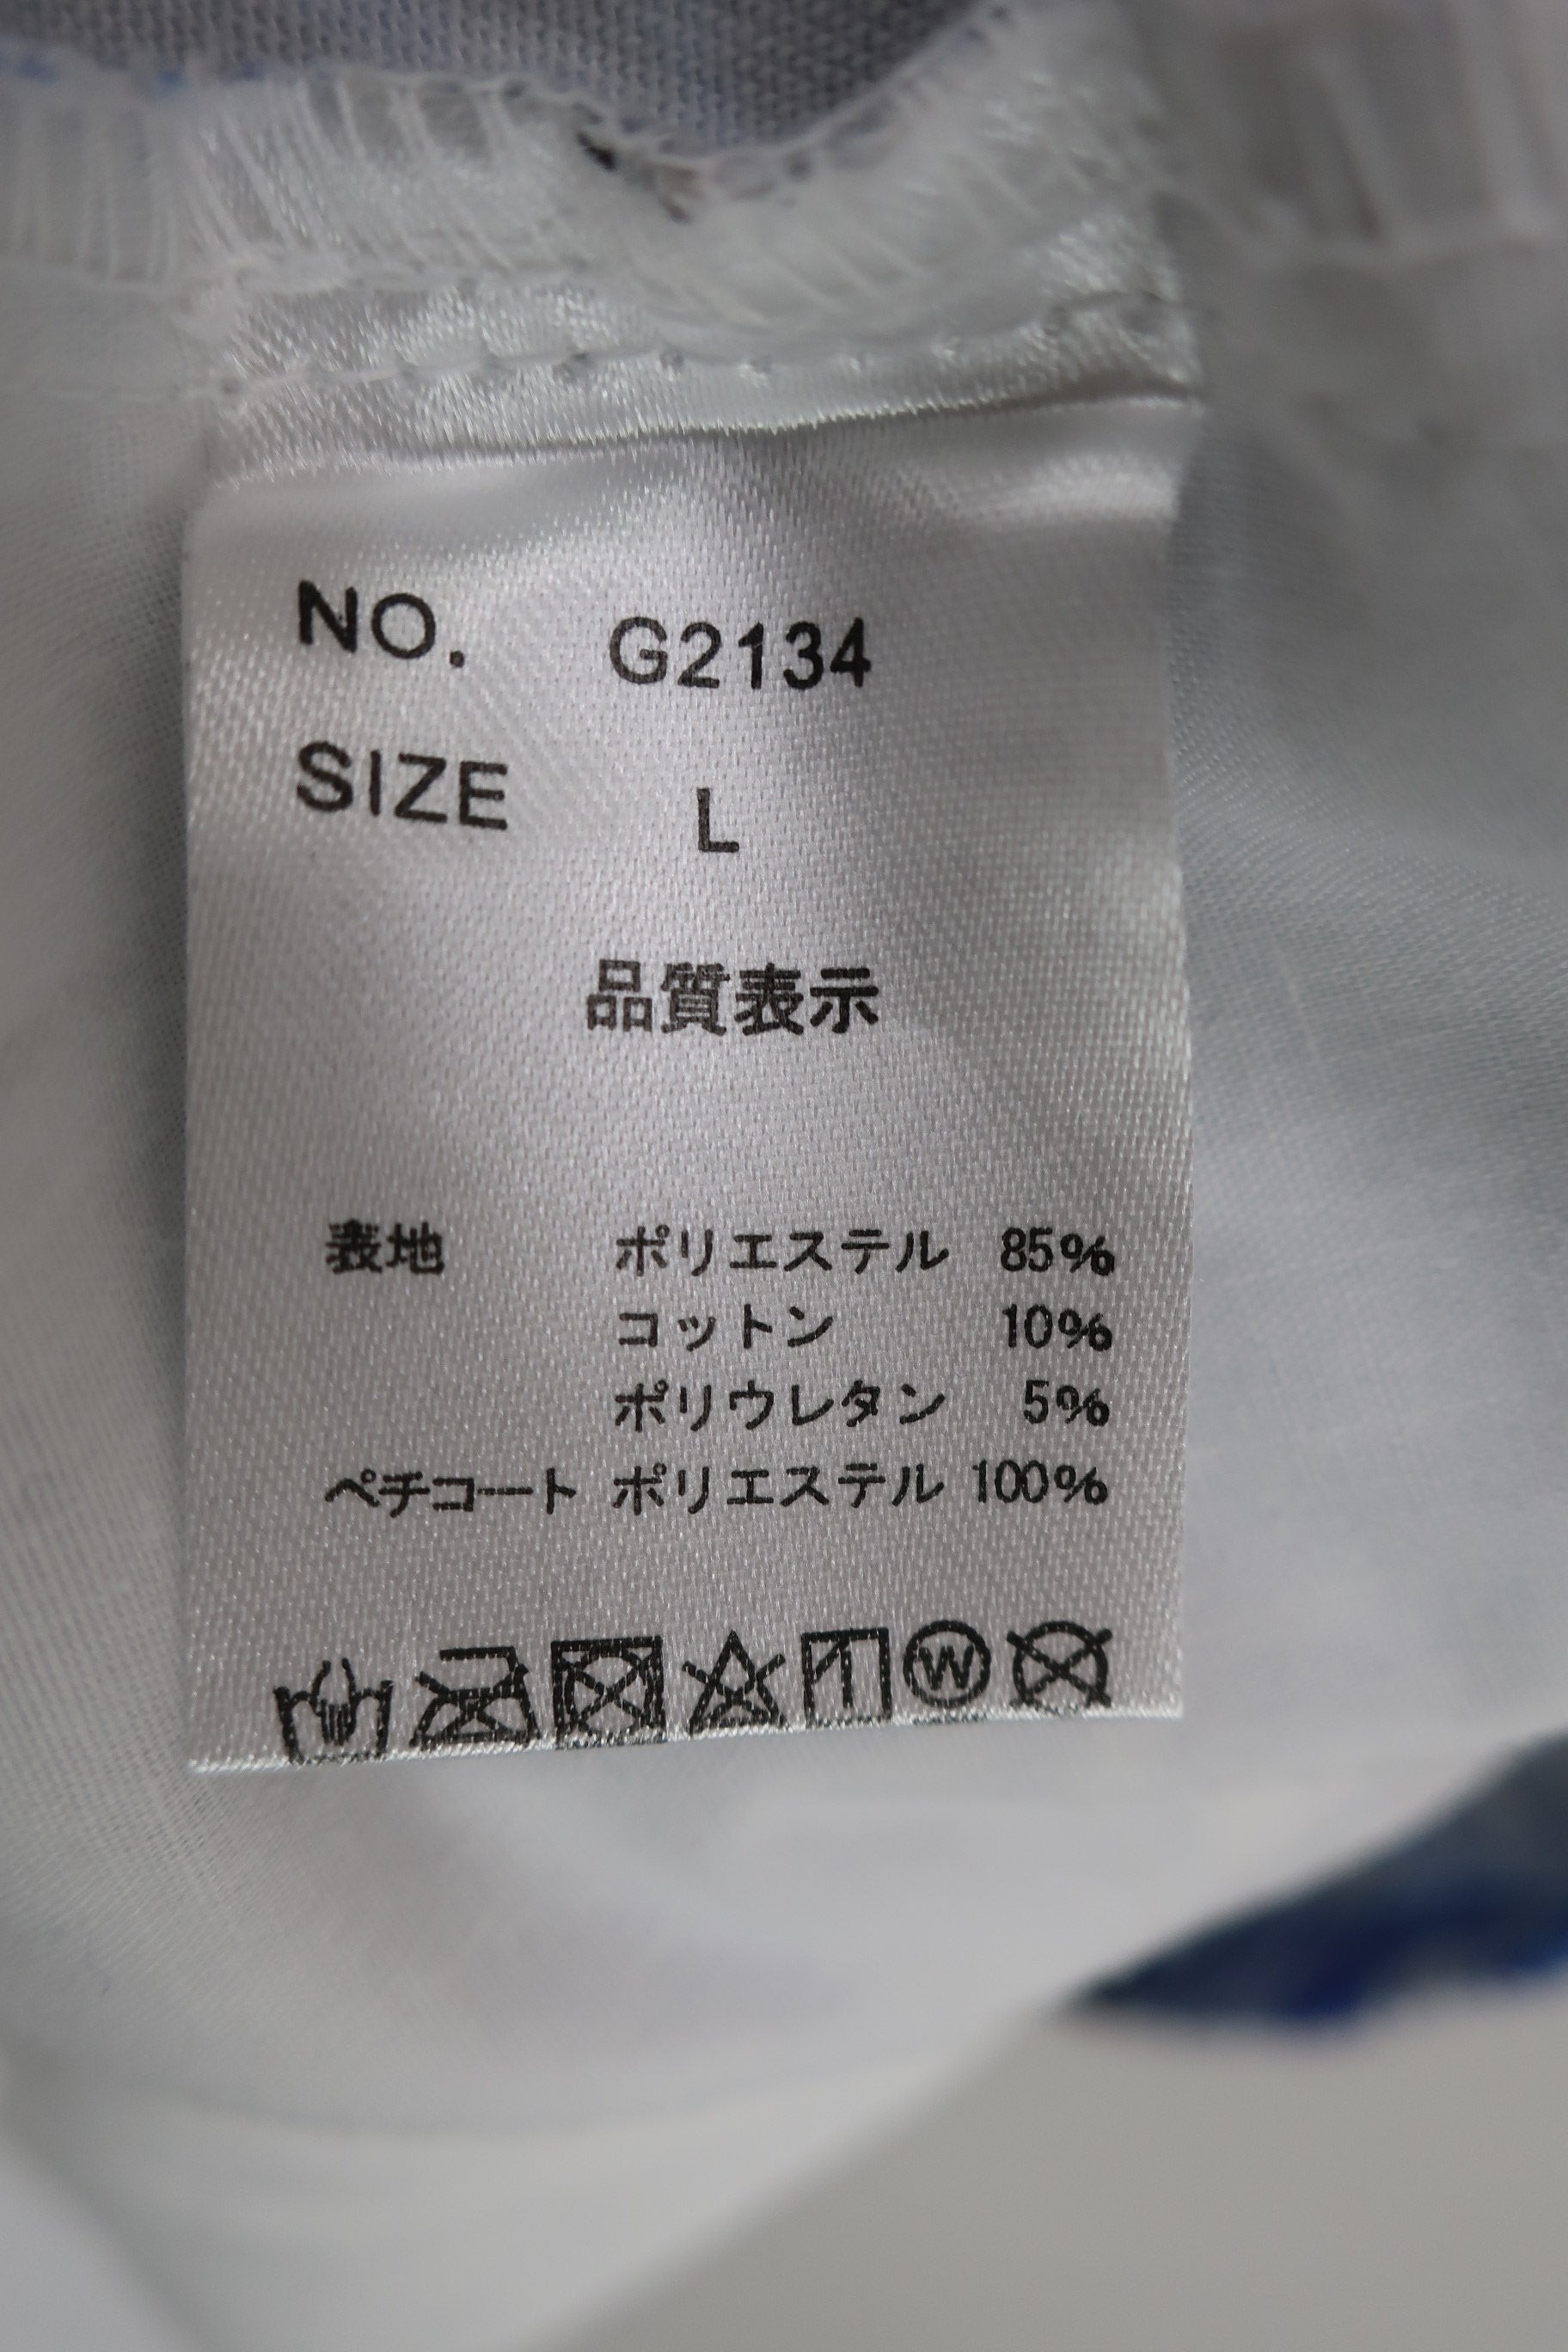 NO. G2134
SIZE L
品質表示
表地 ポリエステル 85%
コットン 10%
ポリウレタン 5%
ペチコート ポリエステル 100%
W